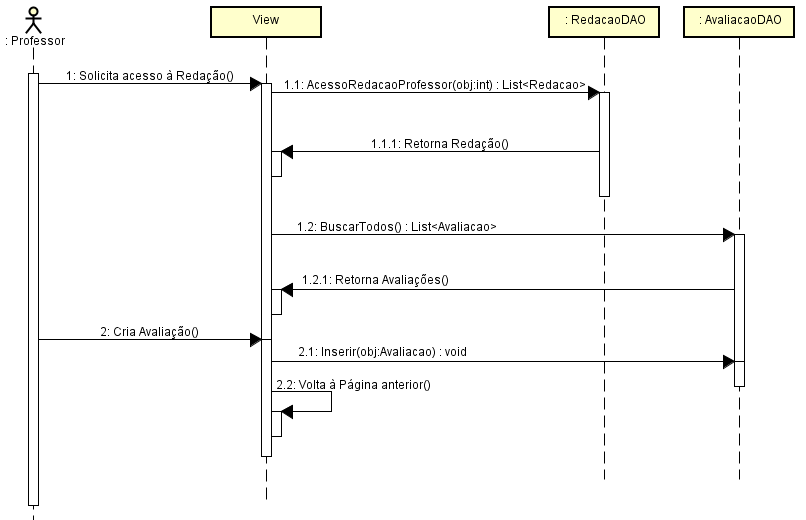 View
: RedacaoDAO
: AvaliacaoDAO
: Professor
1: Solicita acesso à Redação()
1.1: AcessoRedacaoProfessor(obj:int) : List<Redacao>
1.1.1: Retorna Redação()
1.2: BuscarTodos() : List<Avaliacao>
1.2.1: Retorna Avaliações()
2: Cria Avaliação()
2.1: Inserir(obj:Avaliacao) : void
2.2: Volta à Página anterior()